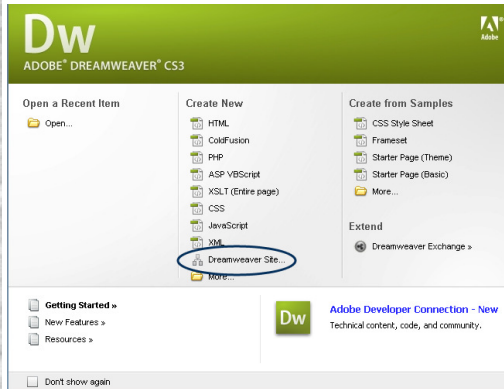 Dw
ADOBE® DREAMWEAVER® CS3
Adobe
Open a Recent Item
Open...
Create New
HTML
ColdFusion
PHP
ASP VBScript
XSLT (Entire page)
CSS
JavaScript
XML
Dreamweaver Site...
More...
Create from Samples
CSS Style Sheet
Frameset
Starter Page (Theme)
Starter Page (Basic)
More...
Extend
Dreamweaver Exchange »
Getting Started »
New Features »
Resources »
Dw
Adobe Developer Connection - New
Technical content, code, and community.
Don't show again